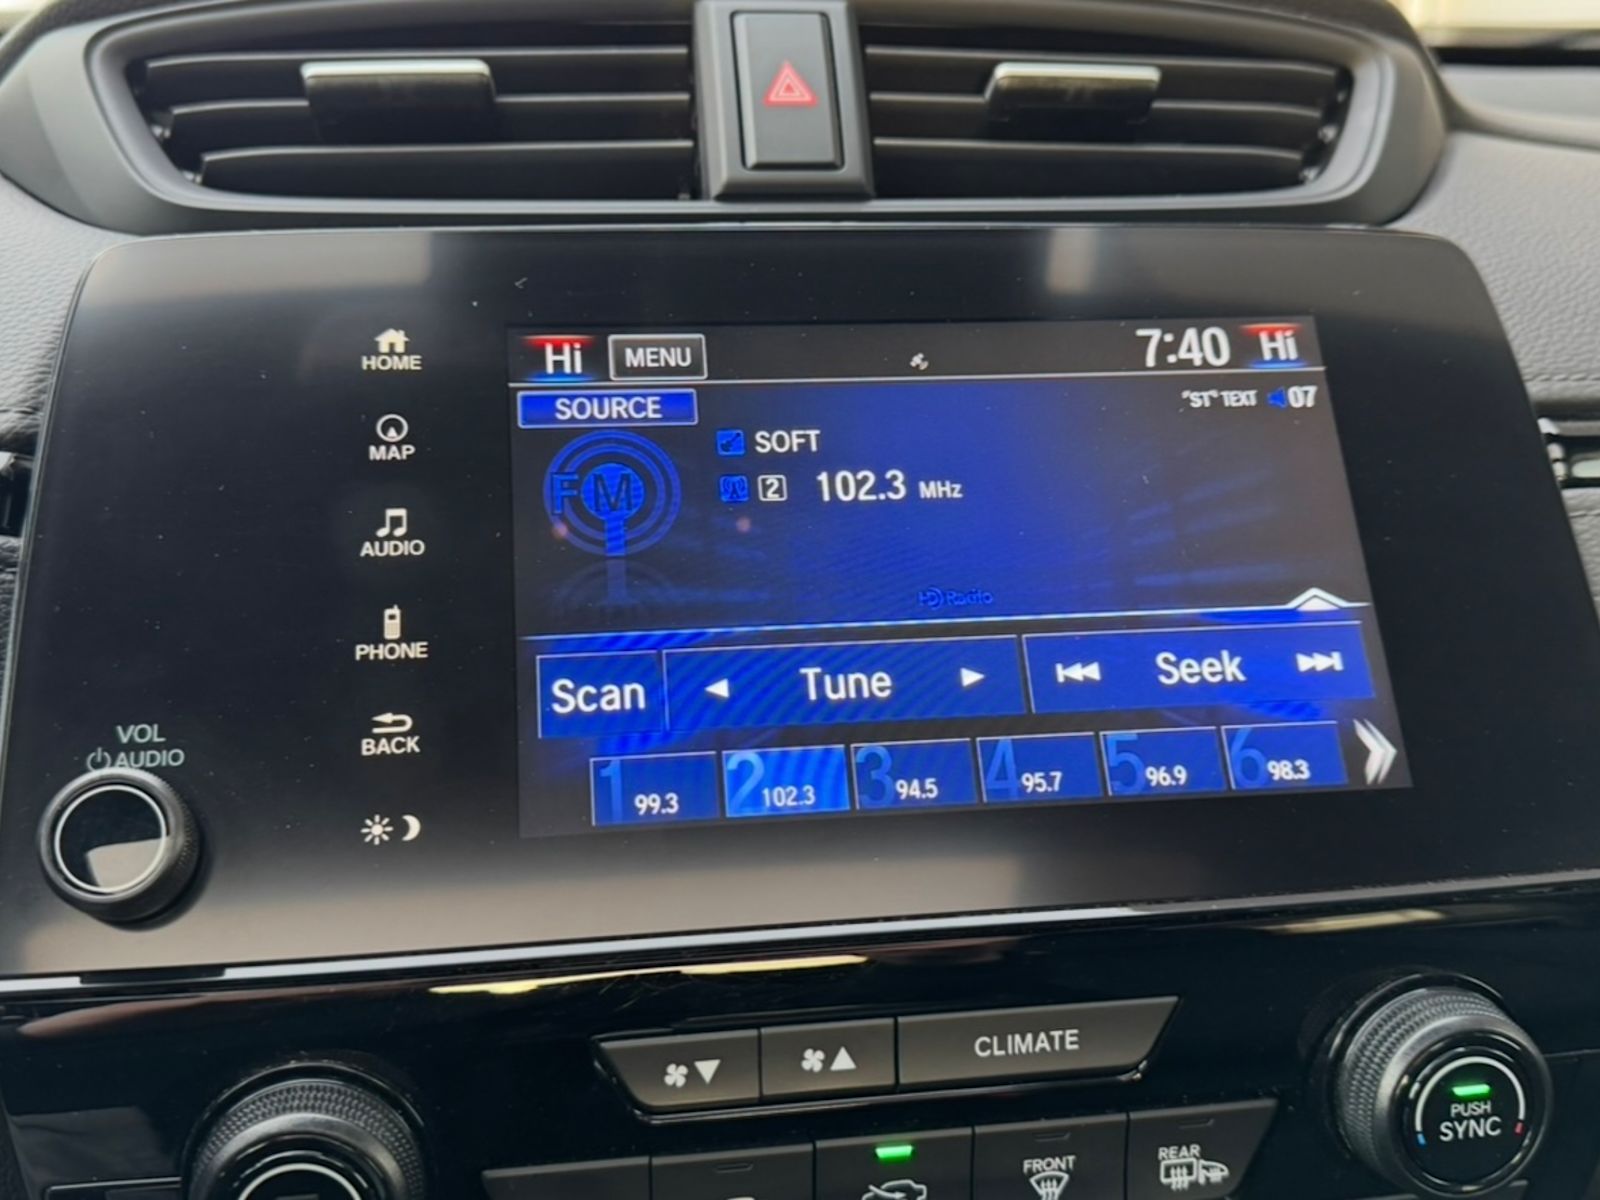 HOME
MAP
AUDIO
PHONE
BACK
VOL
AUDIO
Hi MENU 7:40 Hi
SOURCE "ST" TEXT 07
FM
SOFT
2 102.3 MHz
HD Radio
Scan Tune Seek
1 99.3 2 102.3 3 94.5 4 95.7 5 96.9 6 98.3
CLIMATE
PUSH
SYNC
FRONT
REAR